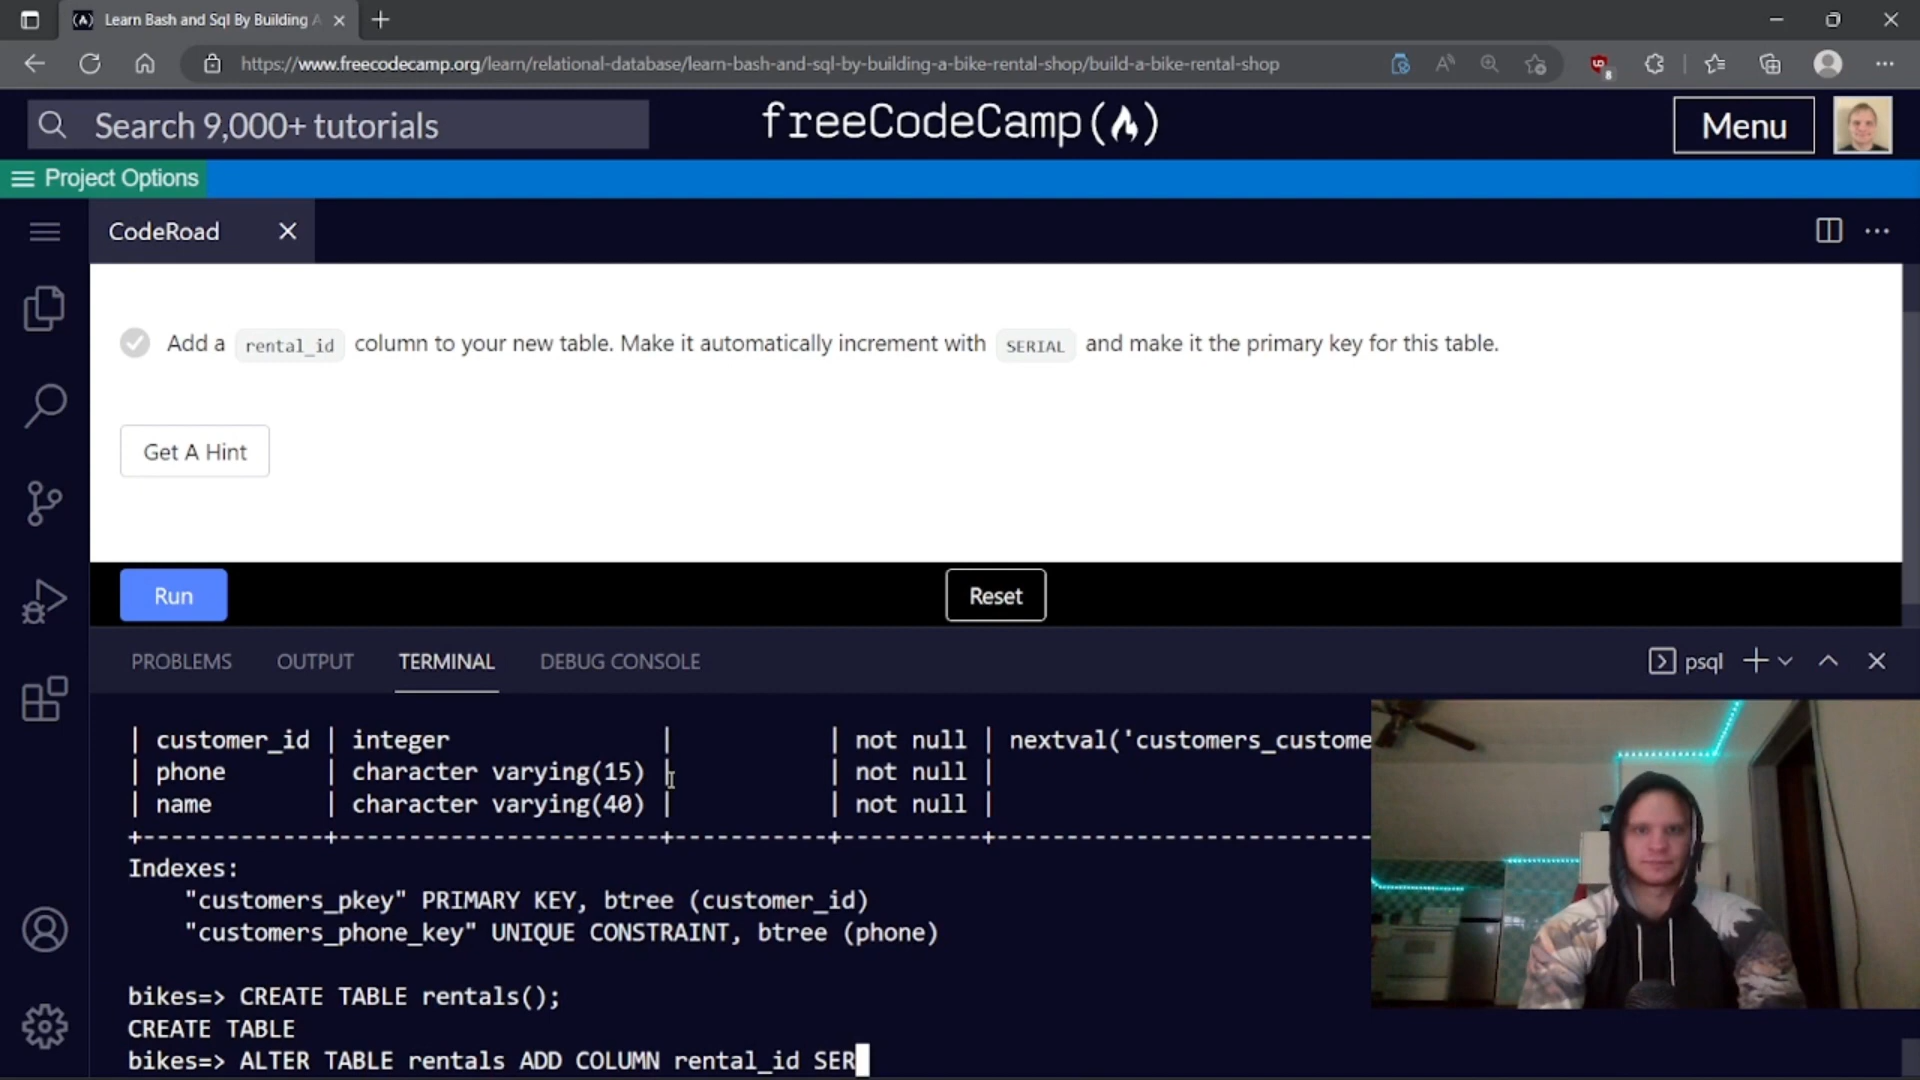 Learn Bash and Sql By Building A
https://www.freecodecamp.org/learn/relational-database/learn-bash-and-sql-by-building-a-bike-rental-shop/build-a-bike-rental-shop
8
Search 9,000+ tutorials
freeCodeCamp(🔥)
Menu
Project Options
CodeRoad
Add a rental_id column to your new table. Make it automatically increment with SERIAL and make it the primary key for this table.
Get A Hint
Run
Reset
PROBLEMS OUTPUT TERMINAL DEBUG CONSOLE
psql
| customer_id | integer | | not null | nextval('customers_custome
| phone | character varying(15) | | not null |
| name | character varying(40) | | not null |
+-------------+-----------------------+-----------+----------+---------------------------
Indexes:
"customers_pkey" PRIMARY KEY, btree (customer_id)
"customers_phone_key" UNIQUE CONSTRAINT, btree (phone)
bikes=> CREATE TABLE rentals();
CREATE TABLE
bikes=> ALTER TABLE rentals ADD COLUMN rental_id SER